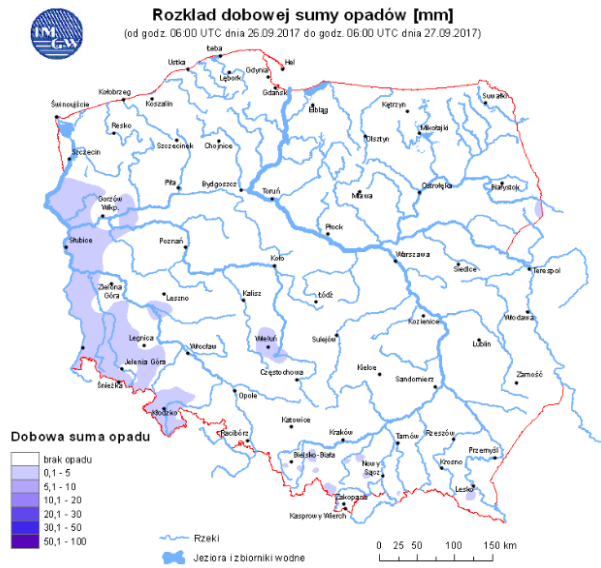 Rozkład dobowej sumy opadów [mm]
(od godz. 06:00 UTC dnia 26.09.2017 do godz. 06:00 UTC dnia 27.09.2017)
IM
GW
Łeba
Ustka
Hel
Gdynia
Lębork
Gdańsk
Kołobrzeg
Koszalin
Świnoujście
Elbląg
Kętrzyn
Suwałki
Resko
Mikołajki
Olsztyn
Szczecinek
Chojnice
Szczecin
Piła
Bydgoszcz
Toruń
Mława
Ostrołęka
Białystok
Gorzów
Wlkp.
Płock
Słubice
Poznań
Koło
Warszawa
Siedlce
Terespol
Zielona
Góra
Leszno
Kalisz
Łódź
Kozienice
Włodawa
Legnica
Wrocław
Wieluń
Sulejów
Lublin
Jelenia Góra
Kielce
Częstochowa
Sandomierz
Zamość
Śnieżka
Opole
Kłodzko
Katowice
Racibórz
Kraków
Tarnów
Rzeszów
Bielsko-Biała
Nowy
Sącz
Krosno
Przemyśl
Lesko
Zakopane
Kasprowy Wierch
Dobowa suma opadu
brak opadu
0,1 - 5
5,1 - 10
10,1 - 20
20,1 - 30
30,1 - 50
50,1 - 100
Rzeki
Jeziora i zbiorniki wodne
0 25 50 100 150 km